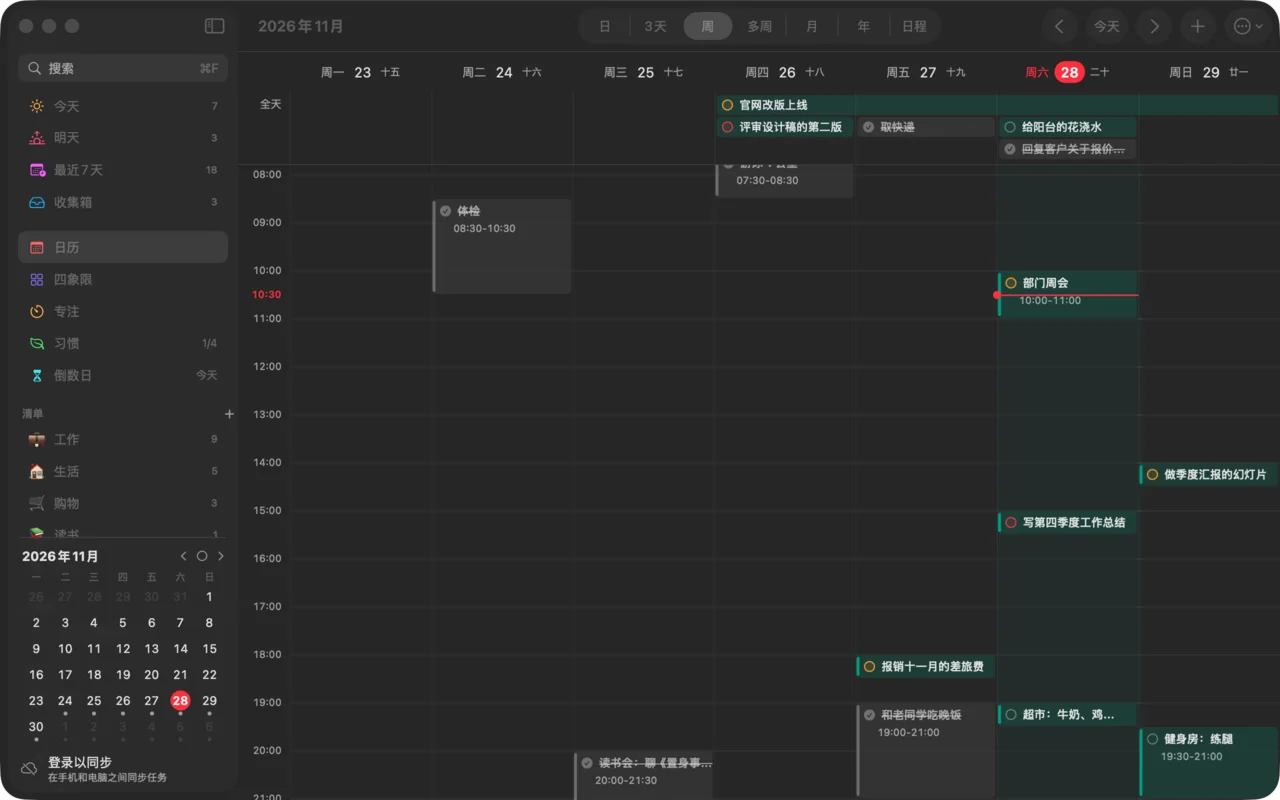 搜索 ⌘F
今天 7
明天 3
最近7天 18
收集箱 3
日历
四象限
专注
习惯 1/4
倒数日 今天
清单
工作 9
生活 5
购物 3
读书 1
2026年11月
一 二 三 四 五 六 日
26 27 28 29 30 31 1
2 3 4 5 6 7 8
9 10 11 12 13 14 15
16 17 18 19 20 21 22
23 24 25 26 27 28 29
30 1 2 3 4 5 6
登录以同步
在手机和电脑之间同步任务
2026年11月
日 3天 周 多周 月 年 日程
今天
周一 23 十五 周二 24 十六 周三 25 十七 周四 26 十八 周五 27 十九 周六 28 二十 周日 29 廿一
全天
官网改版上线
评审设计稿的第二版 取快递 给阳台的花浇水
回复客户关于报价...
08:00
07:30-08:30
体检
09:00
08:30-10:30
10:00
部门周会
10:30
10:00-11:00
11:00
12:00
13:00
14:00
做季度汇报的幻灯片
15:00
写第四季度工作总结
16:00
17:00
18:00
报销十一月的差旅费
19:00
和老同学吃晚饭
19:00-21:00
超市：牛奶、鸡...
健身房：练腿
19:30-21:00
20:00
读书会：聊《置身事...
20:00-21:30
21:00